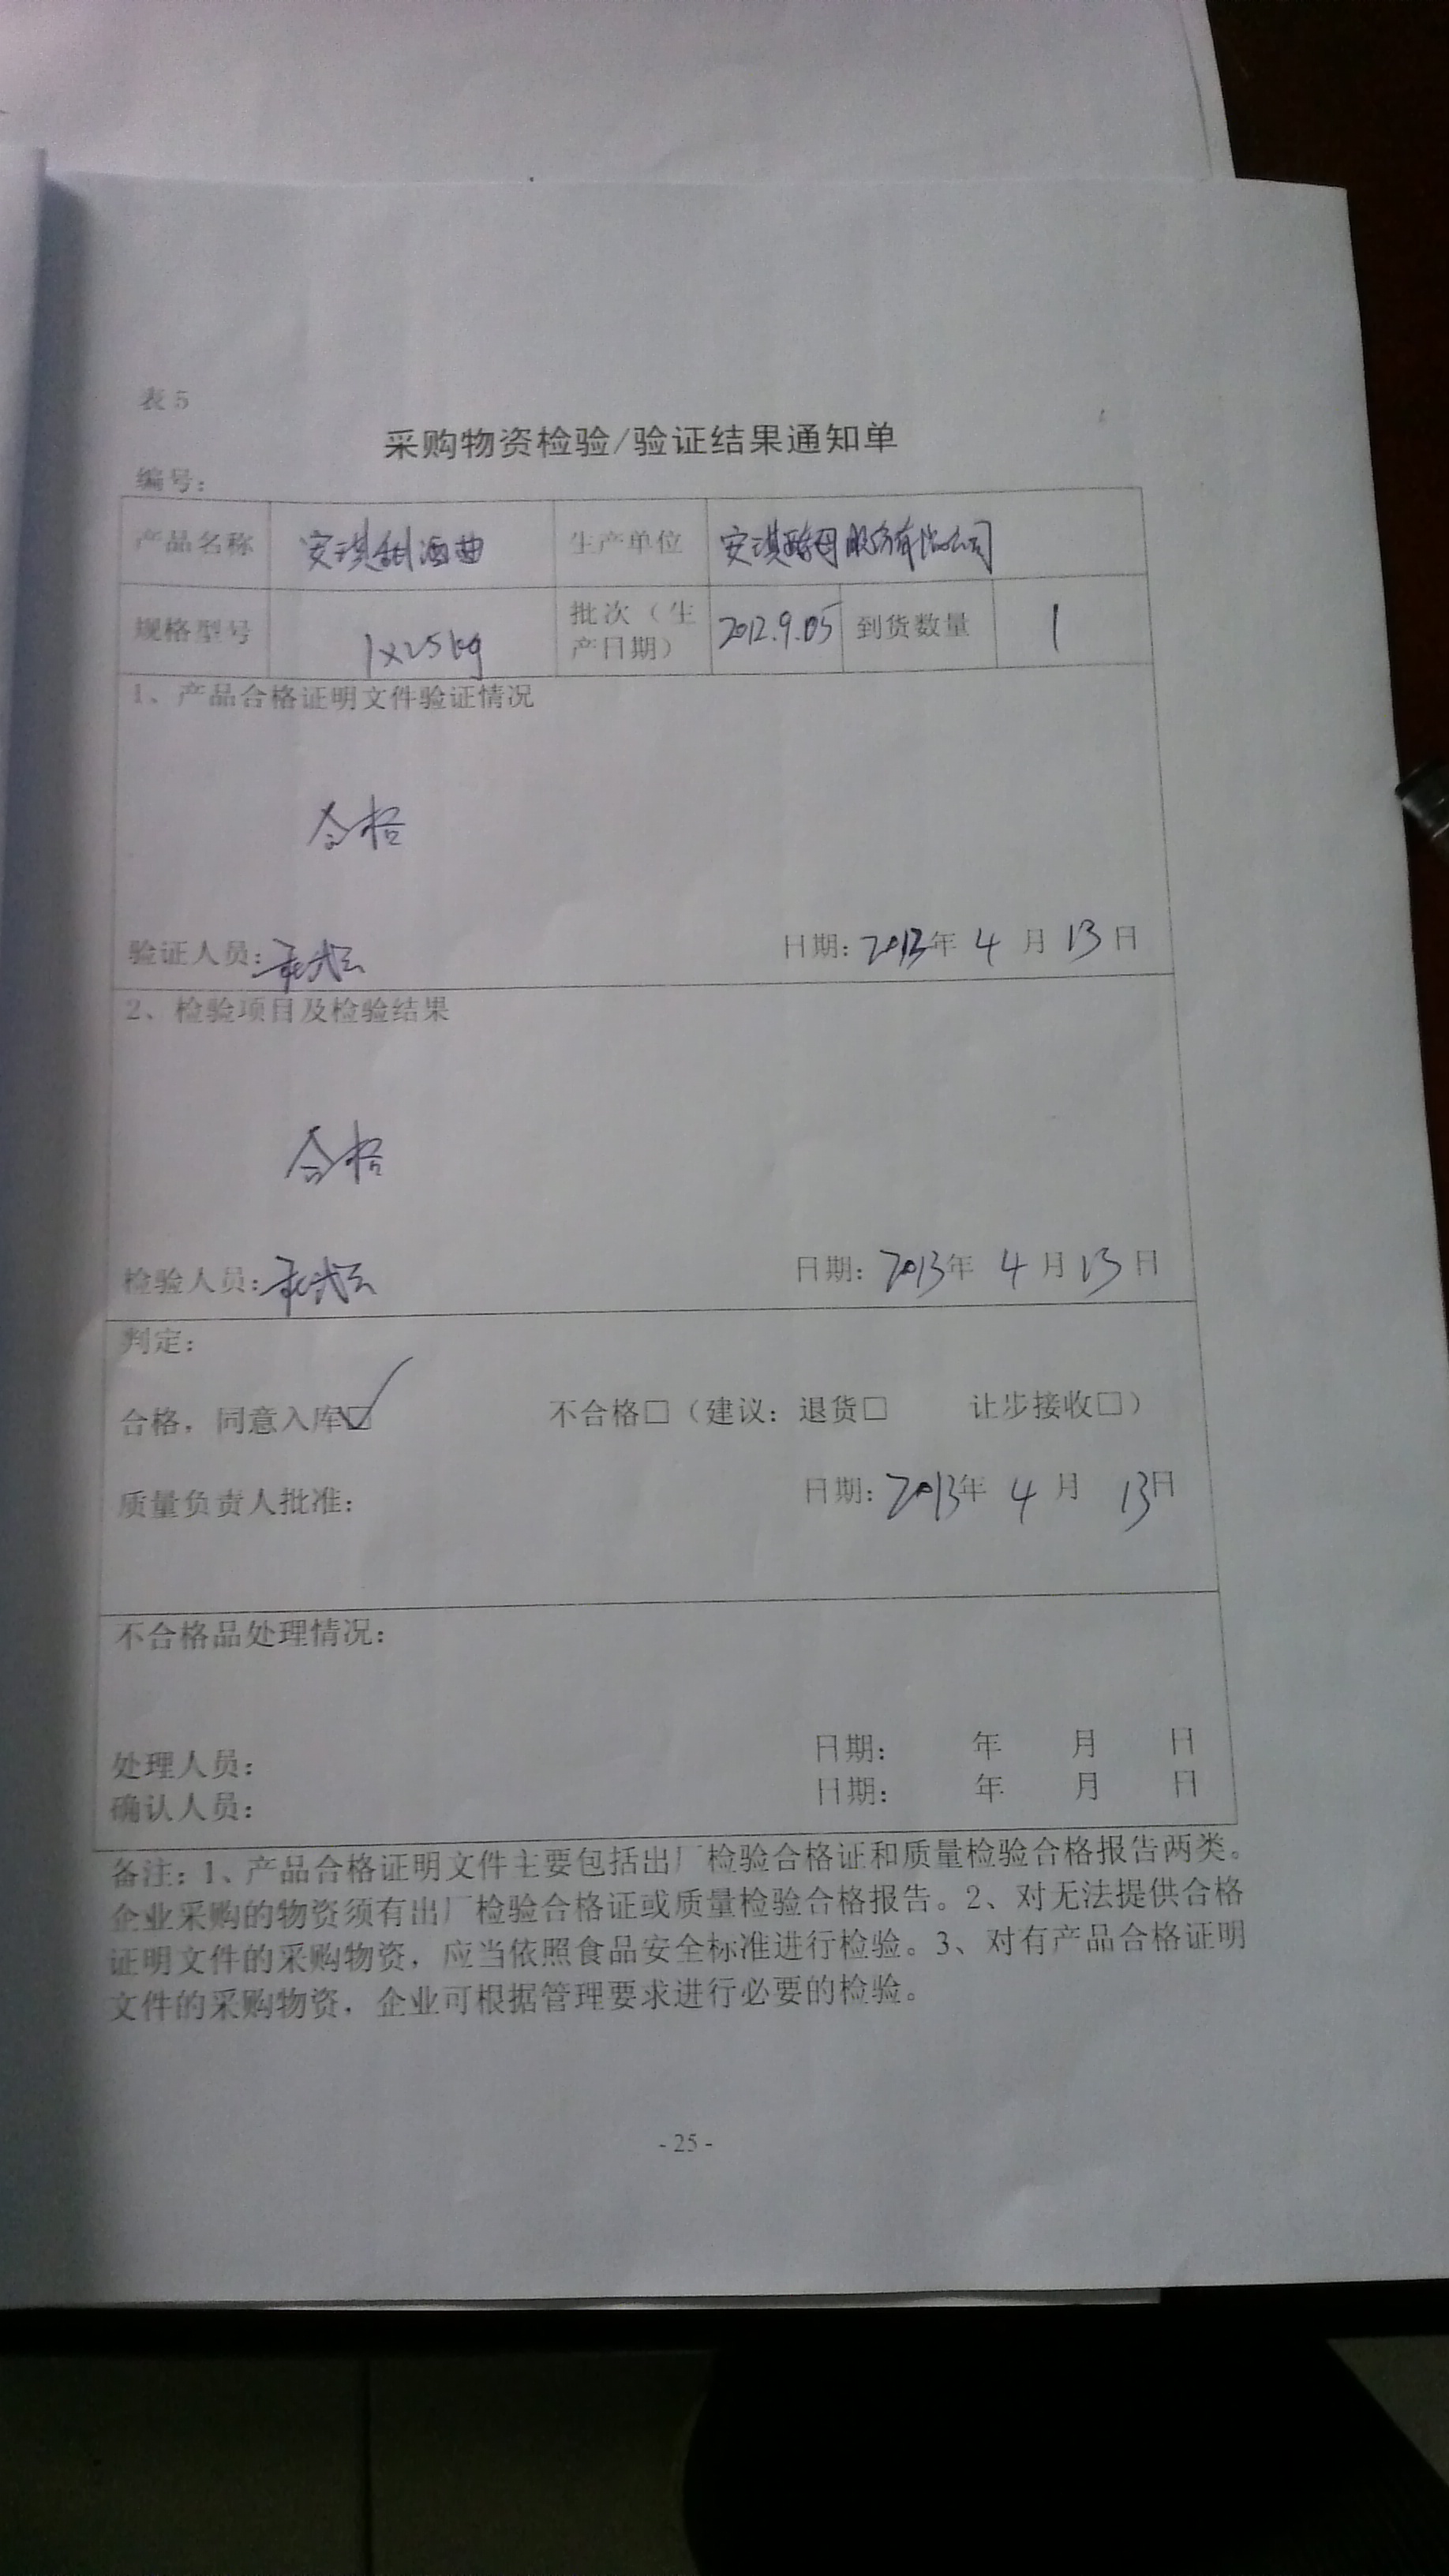 表 5
采购物资检验/验证结果通知单
编号：
产品名称 安琪甜酒曲 生产单位 安琪酵母股份有限公司
规格型号 1×25kg 批次（生产日期） 2012.9.05 到货数量 1
1、产品合格证明文件验证情况
合格
验证人员： 日期：2013年 4 月 13 日
2、检验项目及检验结果
合格
检验人员： 日期：2013年 4 月 13 日
判定：
合格，同意入库☑ 不合格□（建议：退货□ 让步接收□）
质量负责人批准： 日期：2013年 4 月 13日
不合格品处理情况：
处理人员： 日期： 年 月 日
确认人员： 日期： 年 月 日
备注：1、产品合格证明文件主要包括出厂检验合格证和质量检验合格报告两类。
企业采购的物资须有出厂检验合格证或质量检验合格报告。2、对无法提供合格
证明文件的采购物资，应当依照食品安全标准进行检验。3、对有产品合格证明
文件的采购物资，企业可根据管理要求进行必要的检验。
- 25 -